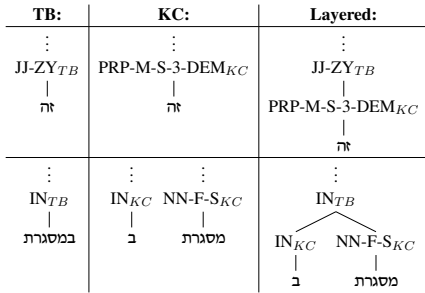 TB: KC: Layered:
⋮ ⋮ ⋮
JJ-ZY_TB PRP-M-S-3-DEM_KC JJ-ZY_TB
זה זה PRP-M-S-3-DEM_KC
זה
⋮ ⋮ ⋮ ⋮
IN_TB IN_KC NN-F-S_KC IN_TB
במסגרת ב מסגרת IN_KC NN-F-S_KC
ב מסגרת